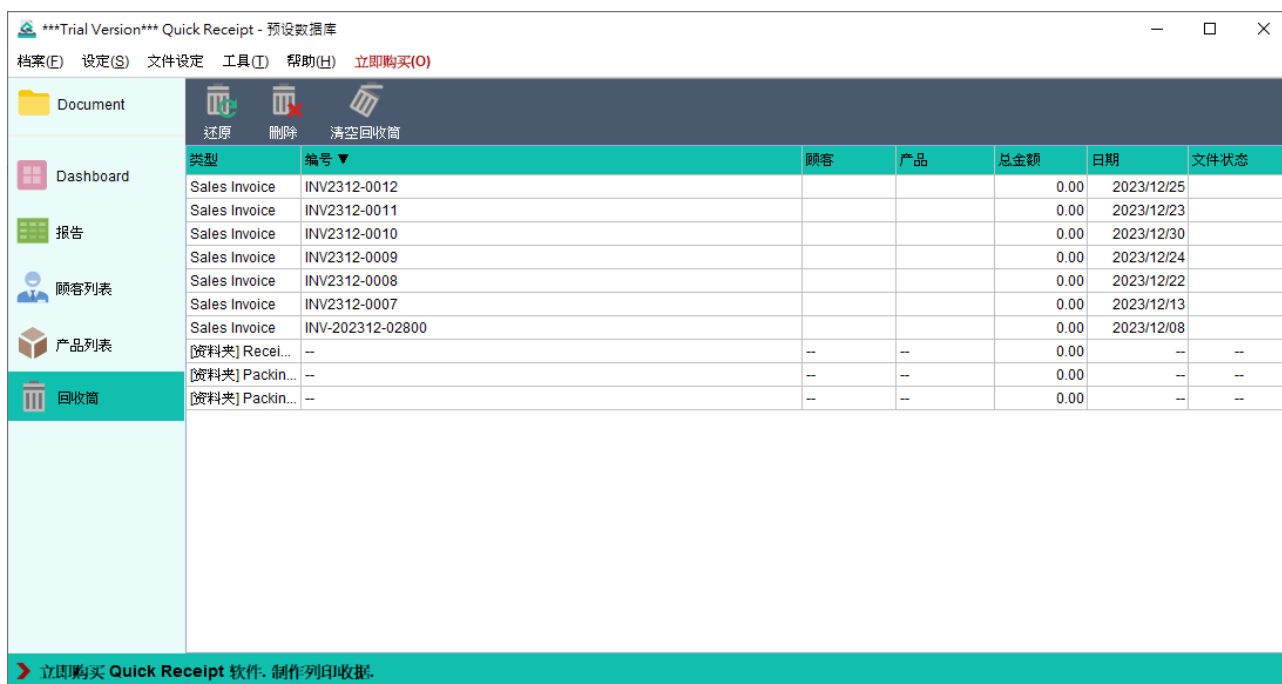 ***Trial Version*** Quick Receipt - 预设数据库
档案(F) 设定(S) 文件设定 工具(T) 帮助(H) 立即购买(O)
Document
还原 删除 清空回收筒
类型 编号 ▼ 顾客 产品 总金额 日期 文件状态
Dashboard
Sales Invoice INV2312-0012 0.00 2023/12/25
Sales Invoice INV2312-0011 0.00 2023/12/23
报告
Sales Invoice INV2312-0010 0.00 2023/12/30
Sales Invoice INV2312-0009 0.00 2023/12/24
顾客列表
Sales Invoice INV2312-0008 0.00 2023/12/22
Sales Invoice INV2312-0007 0.00 2023/12/13
Sales Invoice INV-202312-02800 0.00 2023/12/08
产品列表
[资料夹] Recei... -- -- -- 0.00 -- --
[资料夹] Packin... -- -- -- 0.00 -- --
回收筒
[资料夹] Packin... -- -- -- 0.00 -- --
立即购买 Quick Receipt 软件. 制作列印收据.